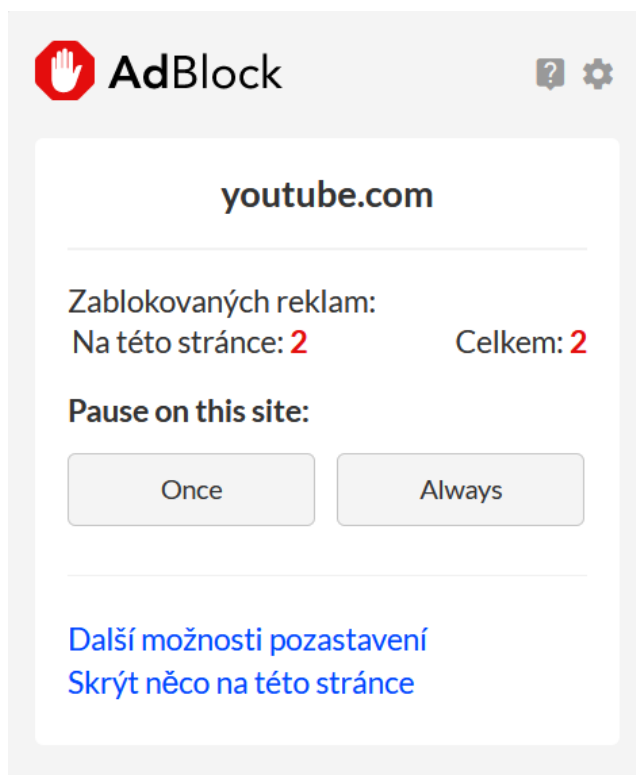 AdBlock
youtube.com
Zablokovaných reklam:
Na této stránce: 2 Celkem: 2
Pause on this site:
Once Always
Další možnosti pozastavení
Skrýt něco na této stránce